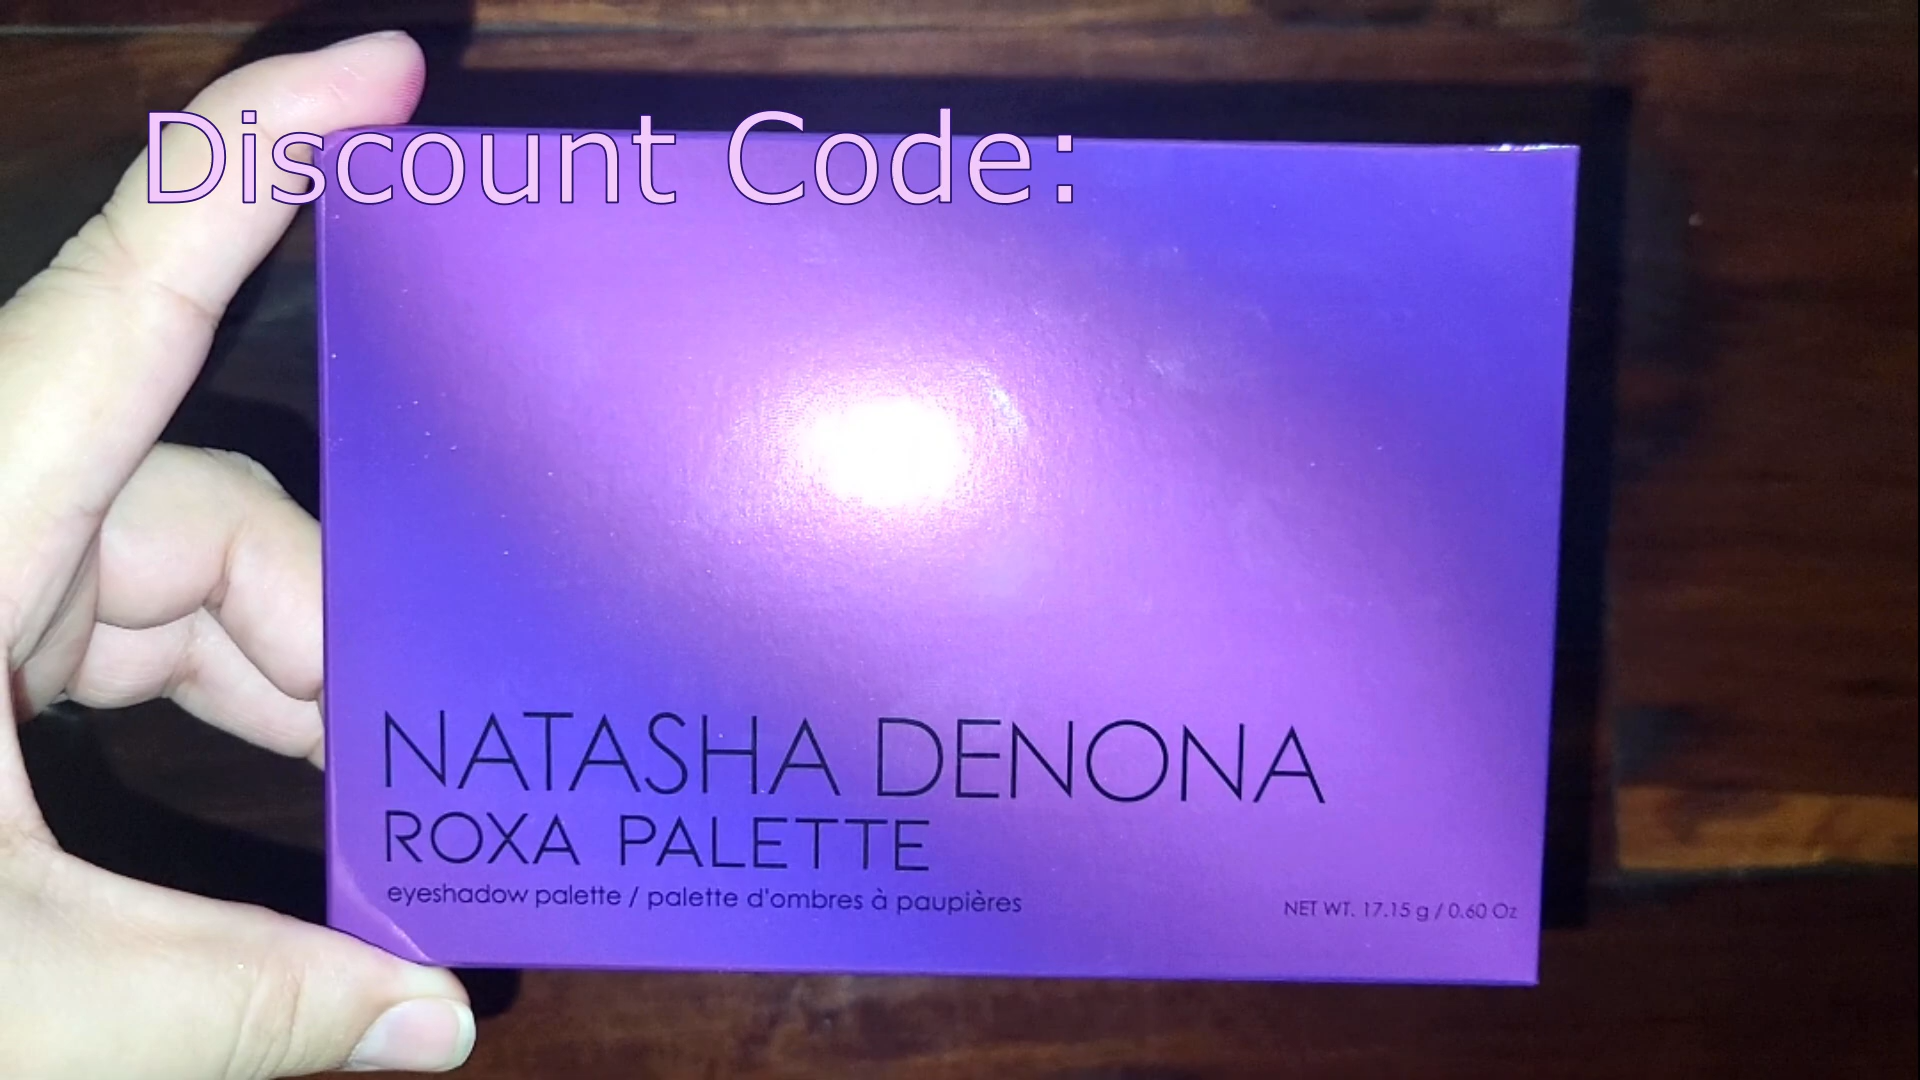 Discount Code:
NATASHA DENONA
ROXA PALETTE
eyeshadow palette / palette d'ombres à paupières
NET WT. 17.15 g / 0.60 Oz